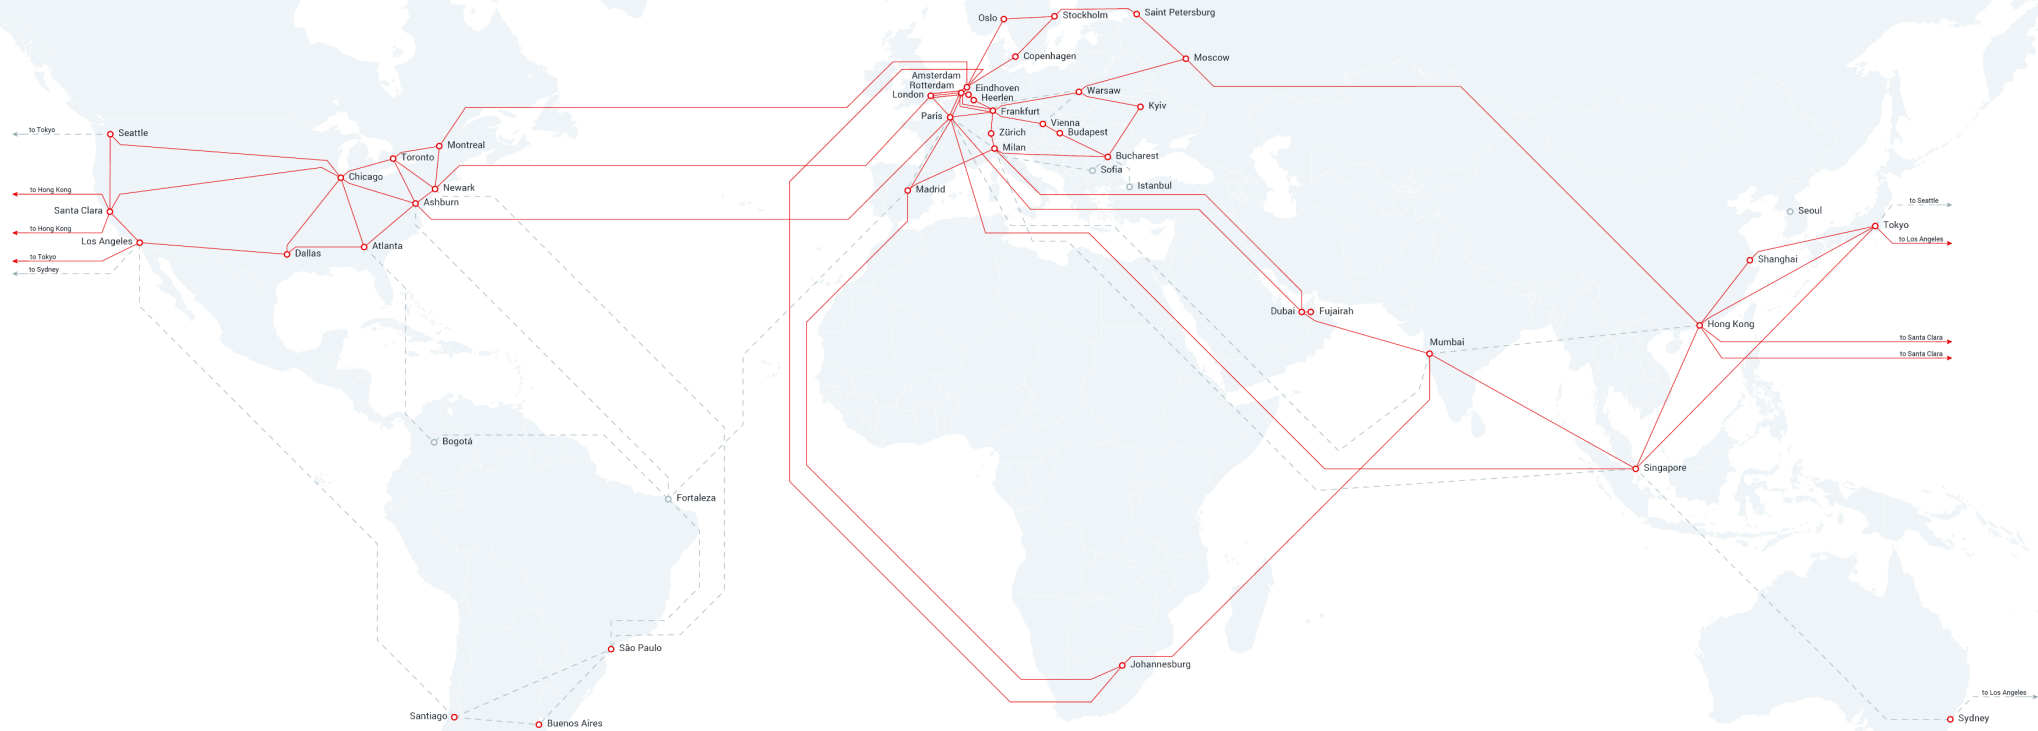 Oslo
Stockholm
Saint Petersburg
Copenhagen
Moscow
Amsterdam
Rotterdam
London
Eindhoven
Heerlen
Warsaw
Kyiv
Paris
Frankfurt
Vienna
Zürich
Budapest
Milan
Bucharest
Sofia
Istanbul
Madrid
to Tokyo
Seattle
Montreal
Toronto
Chicago
Newark
Ashburn
to Hong Kong
Santa Clara
to Hong Kong
Los Angeles
Atlanta
Dallas
to Tokyo
to Sydney
Seoul
to Seattle
Tokyo
to Los Angeles
Shanghai
Dubai
Fujairah
Hong Kong
Mumbai
to Santa Clara
to Santa Clara
Bogotá
Singapore
Fortaleza
São Paulo
Johannesburg
Santiago
Buenos Aires
to Los Angeles
Sydney